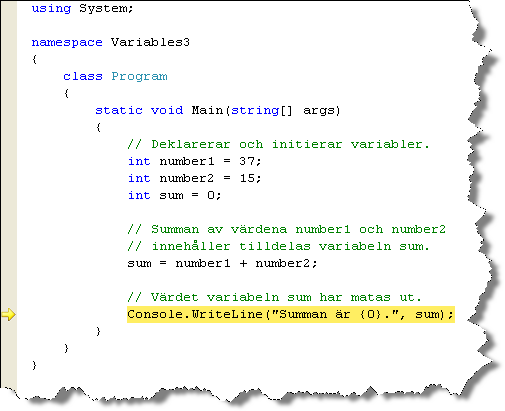 using System;
namespace Variables3
{
class Program
{
static void Main(string[] args)
{
// Deklarerar och initierar variabler.
int number1 = 37;
int number2 = 15;
int sum = 0;
// Summan av värdena number1 och number2
// innehåller tilldelas variabeln sum.
sum = number1 + number2;
// Värdet variabeln sum har matas ut.
Console.WriteLine("Summan är {0}.", sum);
}
}
}